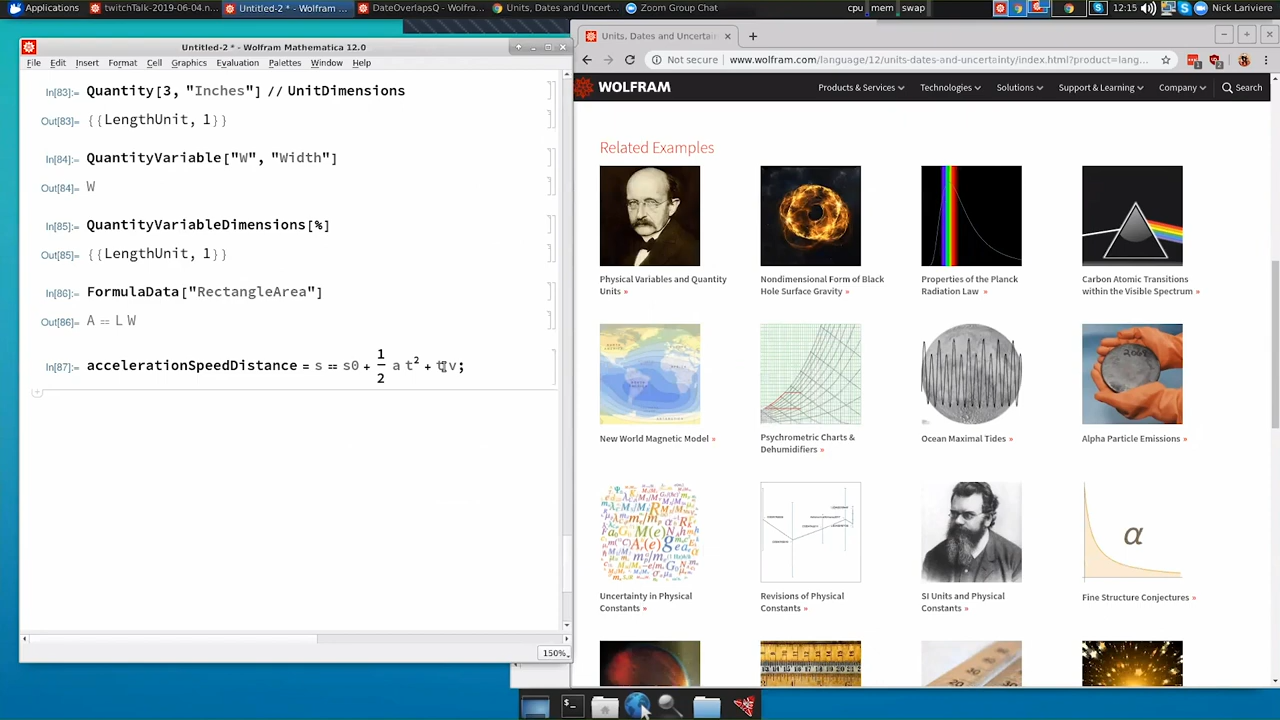 Applications
twitchTalk-2019-06-04.n...
Untitled-2 * - Wolfram ...
DateOverlapsQ - Wolfr...
Units, Dates and Uncert...
Zoom Group Chat
cpu
mem
swap
12:15
Nick Lariviere
Untitled-2 * - Wolfram Mathematica 12.0
File Edit Insert Format Cell Graphics Evaluation Palettes Window Help
In[83]:= Quantity[3, "Inches"] // UnitDimensions
Out[83]= {{LengthUnit, 1}}
In[84]:= QuantityVariable["W", "Width"]
Out[84]= W
In[85]:= QuantityVariableDimensions[%]
Out[85]= {{LengthUnit, 1}}
In[86]:= FormulaData["RectangleArea"]
Out[86]= A == L W
In[87]:= accelerationSpeedDistance = s == s0 + 1/2 a t² + t v;
150%
Units, Dates and Uncertain
Not secure
www.wolfram.com/language/12/units-dates-and-uncertainty/index.html?product=lang...
WOLFRAM
Products & Services
Technologies
Solutions
Support & Learning
Company
Search
Related Examples
Physical Variables and Quantity
Units »
Nondimensional Form of Black
Hole Surface Gravity »
Properties of the Planck
Radiation Law »
Carbon Atomic Transitions
within the Visible Spectrum »
New World Magnetic Model »
Psychrometric Charts &
Dehumidifiers »
Ocean Maximal Tides »
Alpha Particle Emissions »
α
Uncertainty in Physical
Constants »
Revisions of Physical
Constants »
SI Units and Physical
Constants »
Fine Structure Conjectures »